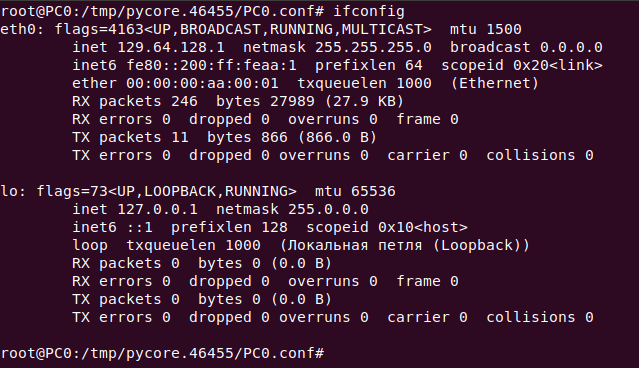 root@PC0:/tmp/pycore.46455/PC0.conf# ifconfig
eth0: flags=4163<UP,BROADCAST,RUNNING,MULTICAST>  mtu 1500
        inet 129.64.128.1  netmask 255.255.255.0  broadcast 0.0.0.0
        inet6 fe80::200:ff:feaa:1  prefixlen 64  scopeid 0x20<link>
        ether 00:00:00:aa:00:01  txqueuelen 1000  (Ethernet)
        RX packets 246  bytes 27989 (27.9 KB)
        RX errors 0  dropped 0  overruns 0  frame 0
        TX packets 11  bytes 866 (866.0 B)
        TX errors 0  dropped 0 overruns 0  carrier 0  collisions 0

lo: flags=73<UP,LOOPBACK,RUNNING>  mtu 65536
        inet 127.0.0.1  netmask 255.0.0.0
        inet6 ::1  prefixlen 128  scopeid 0x10<host>
        loop  txqueuelen 1000  (Локальная петля (Loopback))
        RX packets 0  bytes 0 (0.0 B)
        RX errors 0  dropped 0  overruns 0  frame 0
        TX packets 0  bytes 0 (0.0 B)
        TX errors 0  dropped 0 overruns 0  carrier 0  collisions 0

root@PC0:/tmp/pycore.46455/PC0.conf#